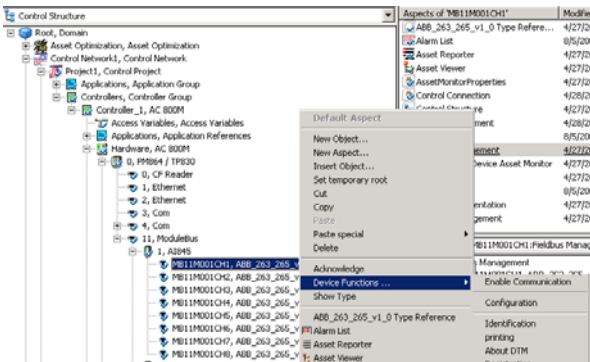 Control Structure
Root, Domain
Asset Optimization, Asset Optimization
Control Network1, Control Network
Project1, Control Project
Applications, Application Group
Controllers, Controller Group
Controller_1, AC 800M
Access Variables, Access Variables
Applications, Application References
Hardware, AC 800M
0, PM864 / TP830
0, CF Reader
1, Ethernet
2, Ethernet
3, Com
4, Com
11, ModuleBus
1, AI845
MB11M001CH1, ABB_263_265_v
MB11M001CH2, ABB_263_265_v
MB11M001CH3, ABB_263_265_v
MB11M001CH4, ABB_263_265_v
MB11M001CH5, ABB_263_265_v
MB11M001CH6, ABB_263_265_v
MB11M001CH7, ABB_263_265_v
MB11M001CH8, ABB_263_265_v
Default Aspect
New Object...
New Aspect...
Insert Object...
Set temporary root
Cut
Copy
Paste
Paste special
Delete
Acknowledge
Device Functions ...
Show Type
ABB_263_265_v1_0 Type Reference
Alarm List
Asset Reporter
Asset Viewer
Aspects of 'MB11M001CH1' Modifie
ABB_263_265_v1_0 Type Refere... 4/27/2
Alarm List 8/5/20
Asset Reporter 4/27/2
Asset Viewer 4/27/2
AssetMonitorProperties 4/27/2
Control Connection 4/28/2
Control Structure 4/27/2
ment 4/28/2
8/5/200
ement 4/27/2
Device Asset Monitor 4/27/2
4/27/2
8/5/20
entation 4/27/2
gement 4/27/2
MB11M001CH1:Fieldbus Manag
Management
Enable Communication
Configuration
Identification
printing
About DTM